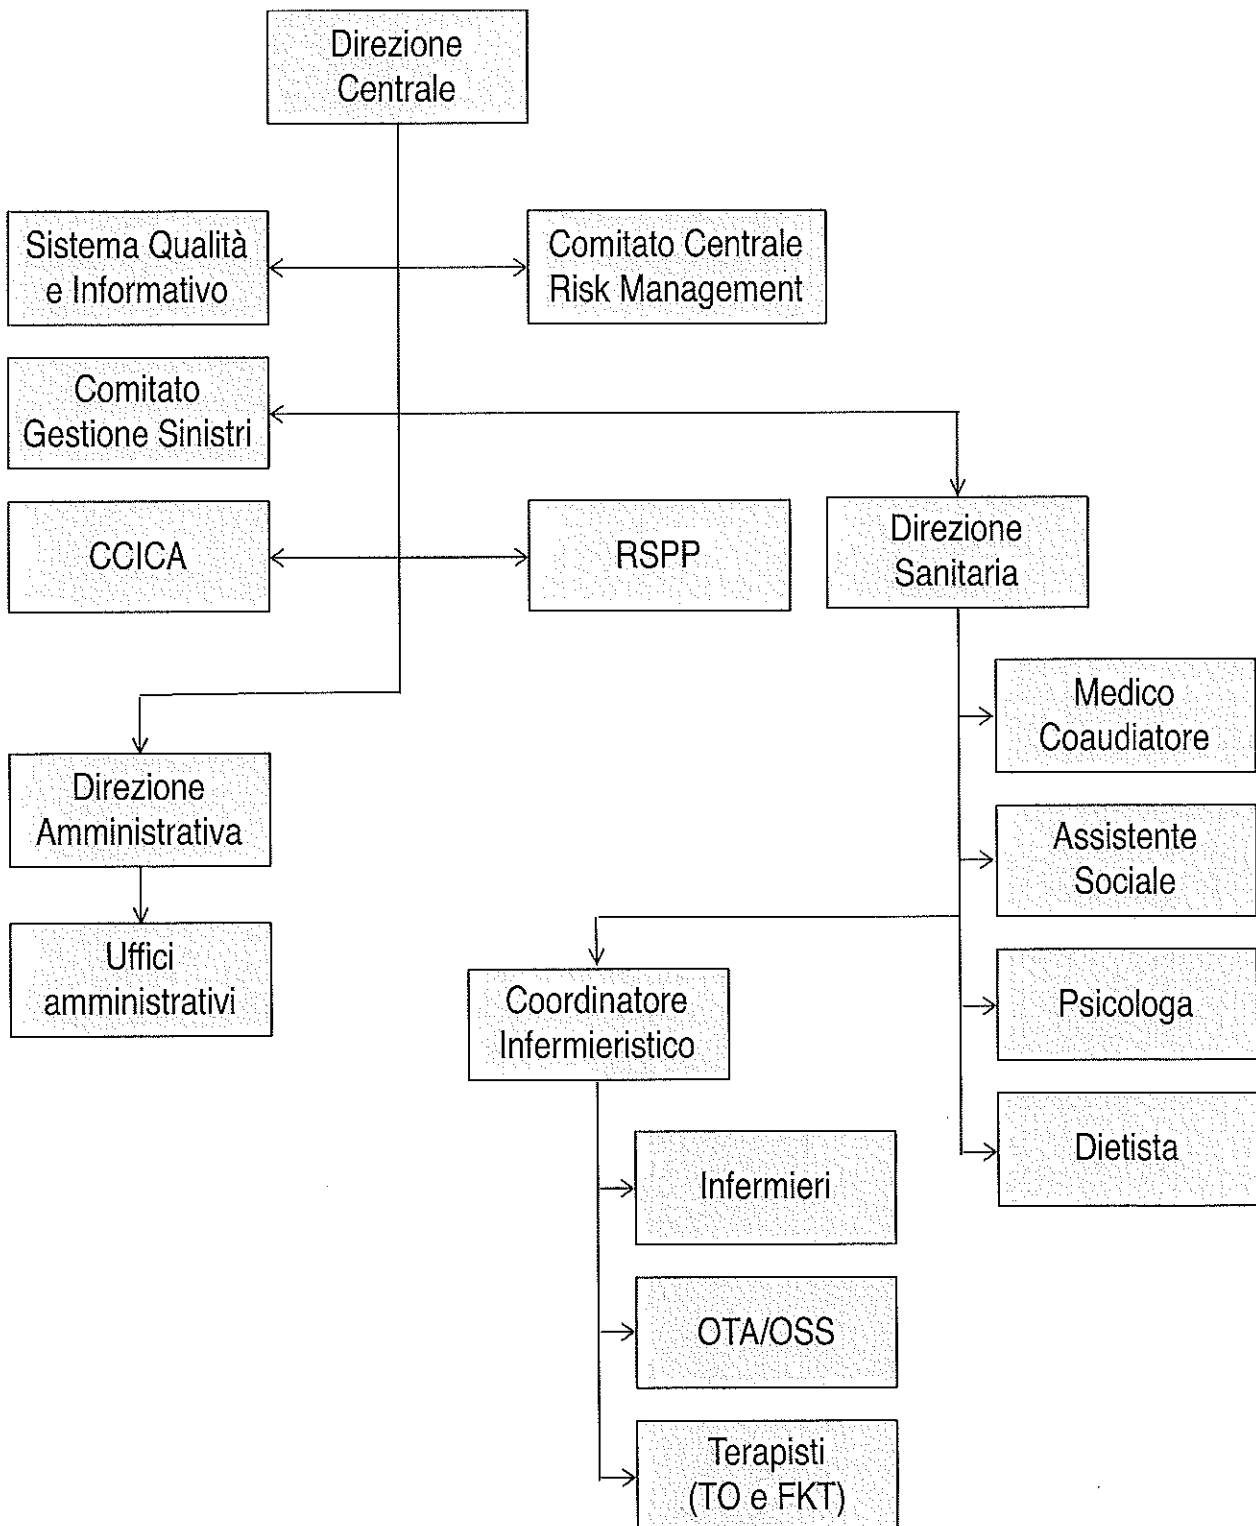 Direzione
Centrale
Sistema Qualità
e Informativo
Comitato Centrale
Risk Management
Comitato
Gestione Sinistri
CCICA
RSPP
Direzione
Sanitaria
Medico
Coaudiatore
Direzione
Amministrativa
Assistente
Sociale
Uffici
amministrativi
Coordinatore
Infermieristico
Psicologa
Dietista
Infermieri
OTA/OSS
Terapisti
(TO e FKT)